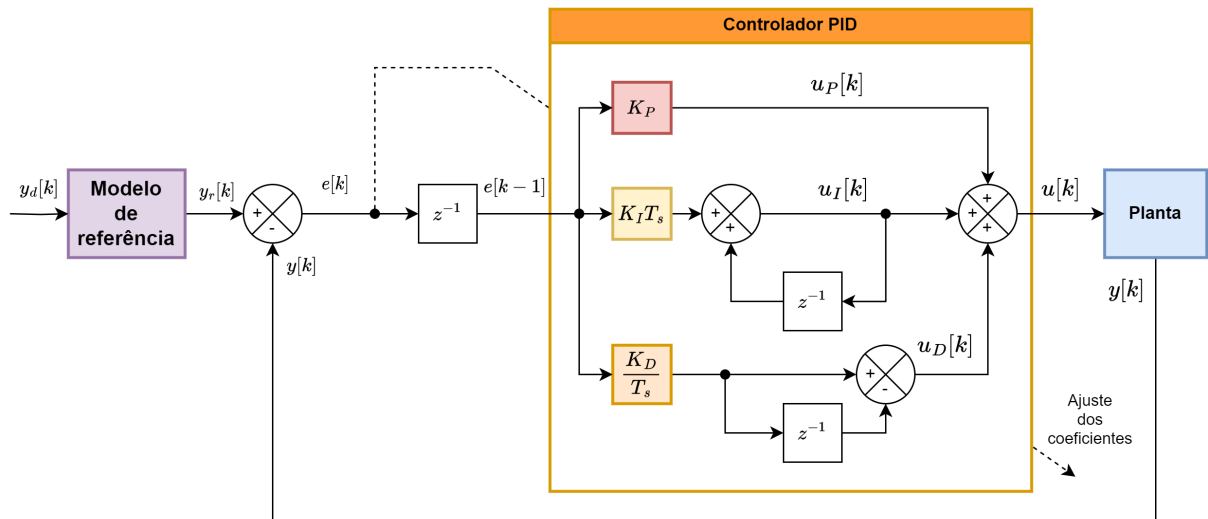 Controlador PID
u_P[k]
K_P
y_d[k]
Modelo
de
referência
y_r[k]
+
-
e[k]
z^{-1}
e[k-1]
K_I T_s
+
+
u_I[k]
+
+
+
u[k]
Planta
y[k]
z^{-1}
y[k]
K_D
T_s
+
-
u_D[k]
z^{-1}
Ajuste
dos
coeficientes